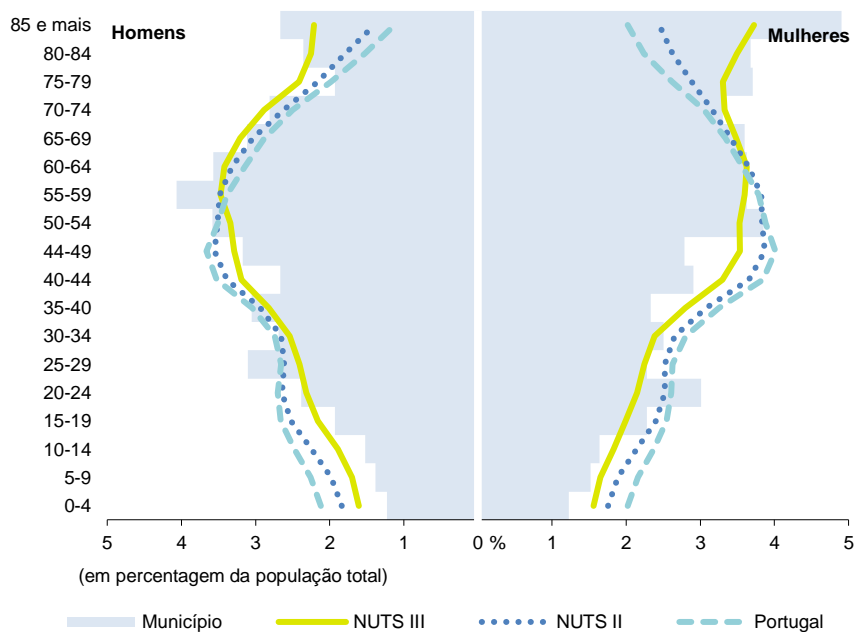 Homens
Mulheres
85 e mais
80-84
75-79
70-74
65-69
60-64
55-59
50-54
44-49
40-44
35-40
30-34
25-29
20-24
15-19
10-14
5-9
0-4
5 4 3 2 1 0 % 1 2 3 4 5
(em percentagem da população total)
Município NUTS III NUTS II Portugal